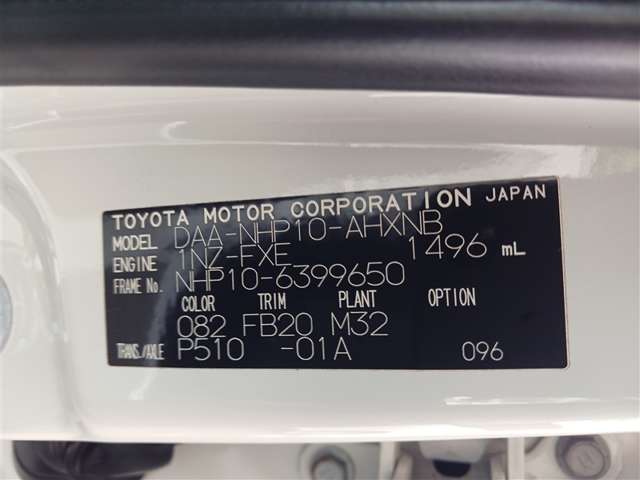 TOYOTA MOTOR CORPORATION JAPAN
MODEL DAA-NHP10-AHXNB
ENGINE 1NZ-FXE 1496 mL
FRAME No. NHP10-6399650
COLOR TRIM PLANT OPTION
082 FB20 M32
TRANS./AXLE P510 -01A 096